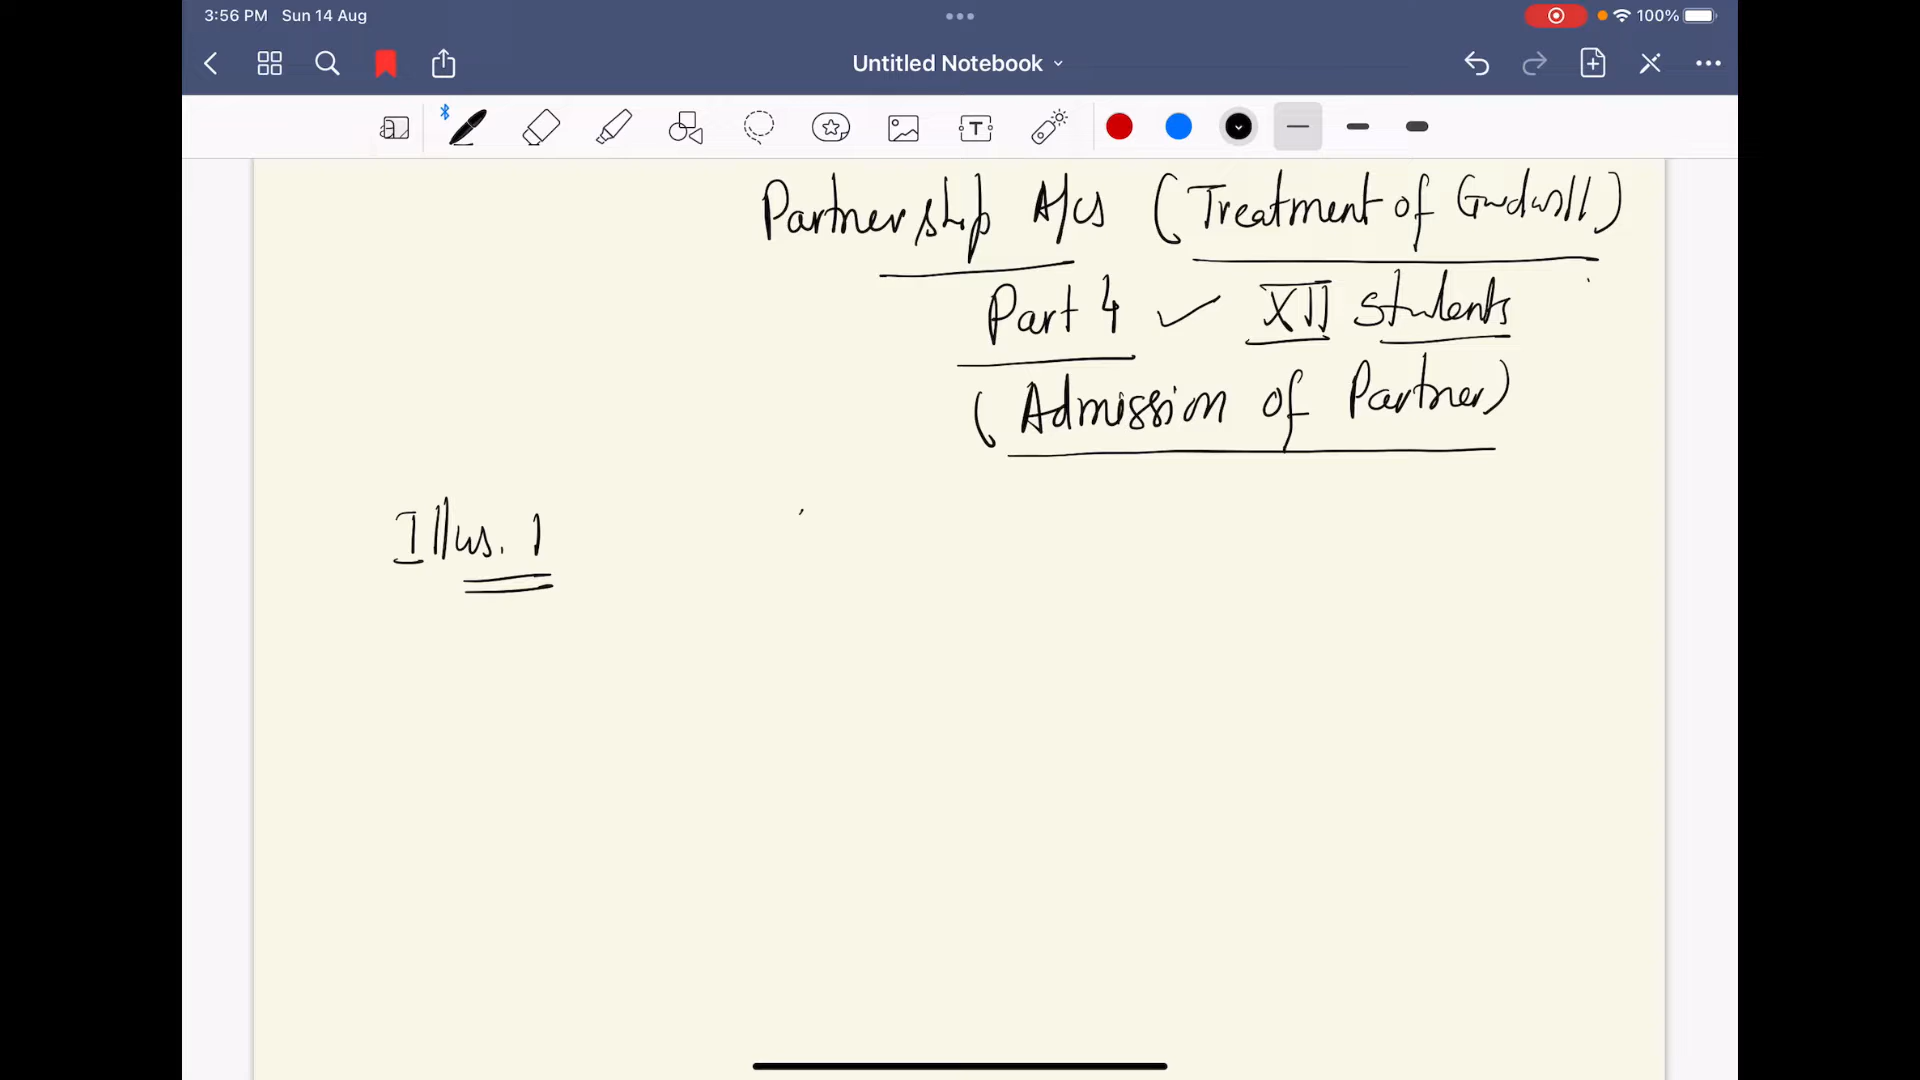 3:56 PM Sun 14 Aug 100%
Untitled Notebook
Partnership A/cs (Treatment of Goodwill)
Part 4 ✓ XII students
(Admission of Partner)
Illus. 1